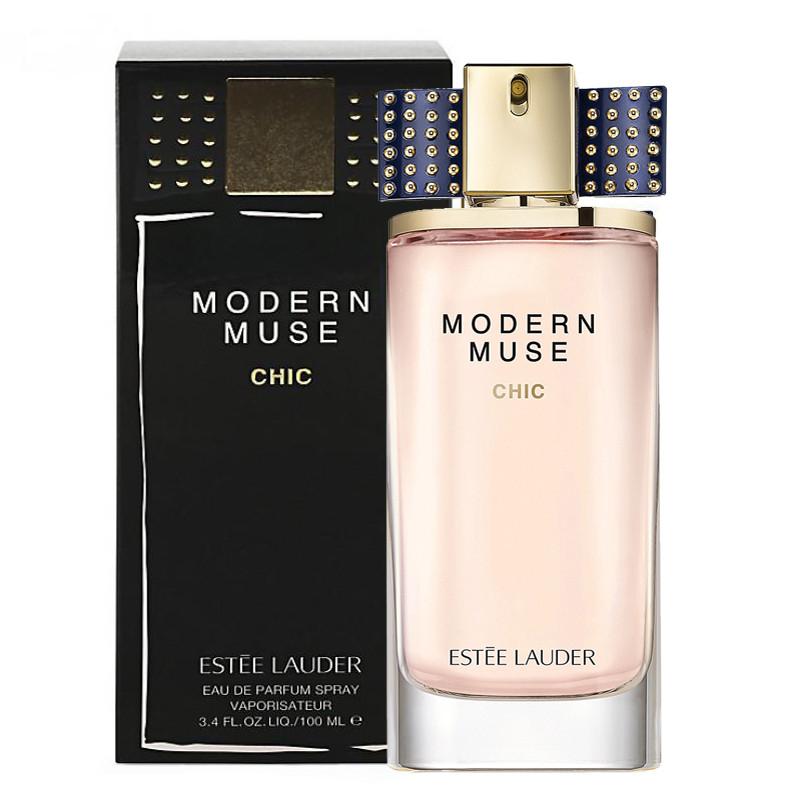 MODERN
MUSE
CHIC
ESTĒE LAUDER
EAU DE PARFUM SPRAY
VAPORISATEUR
3.4 FL.OZ.LIQ./100 ML ℮
MODERN
MUSE
CHIC
ESTĒE LAUDER